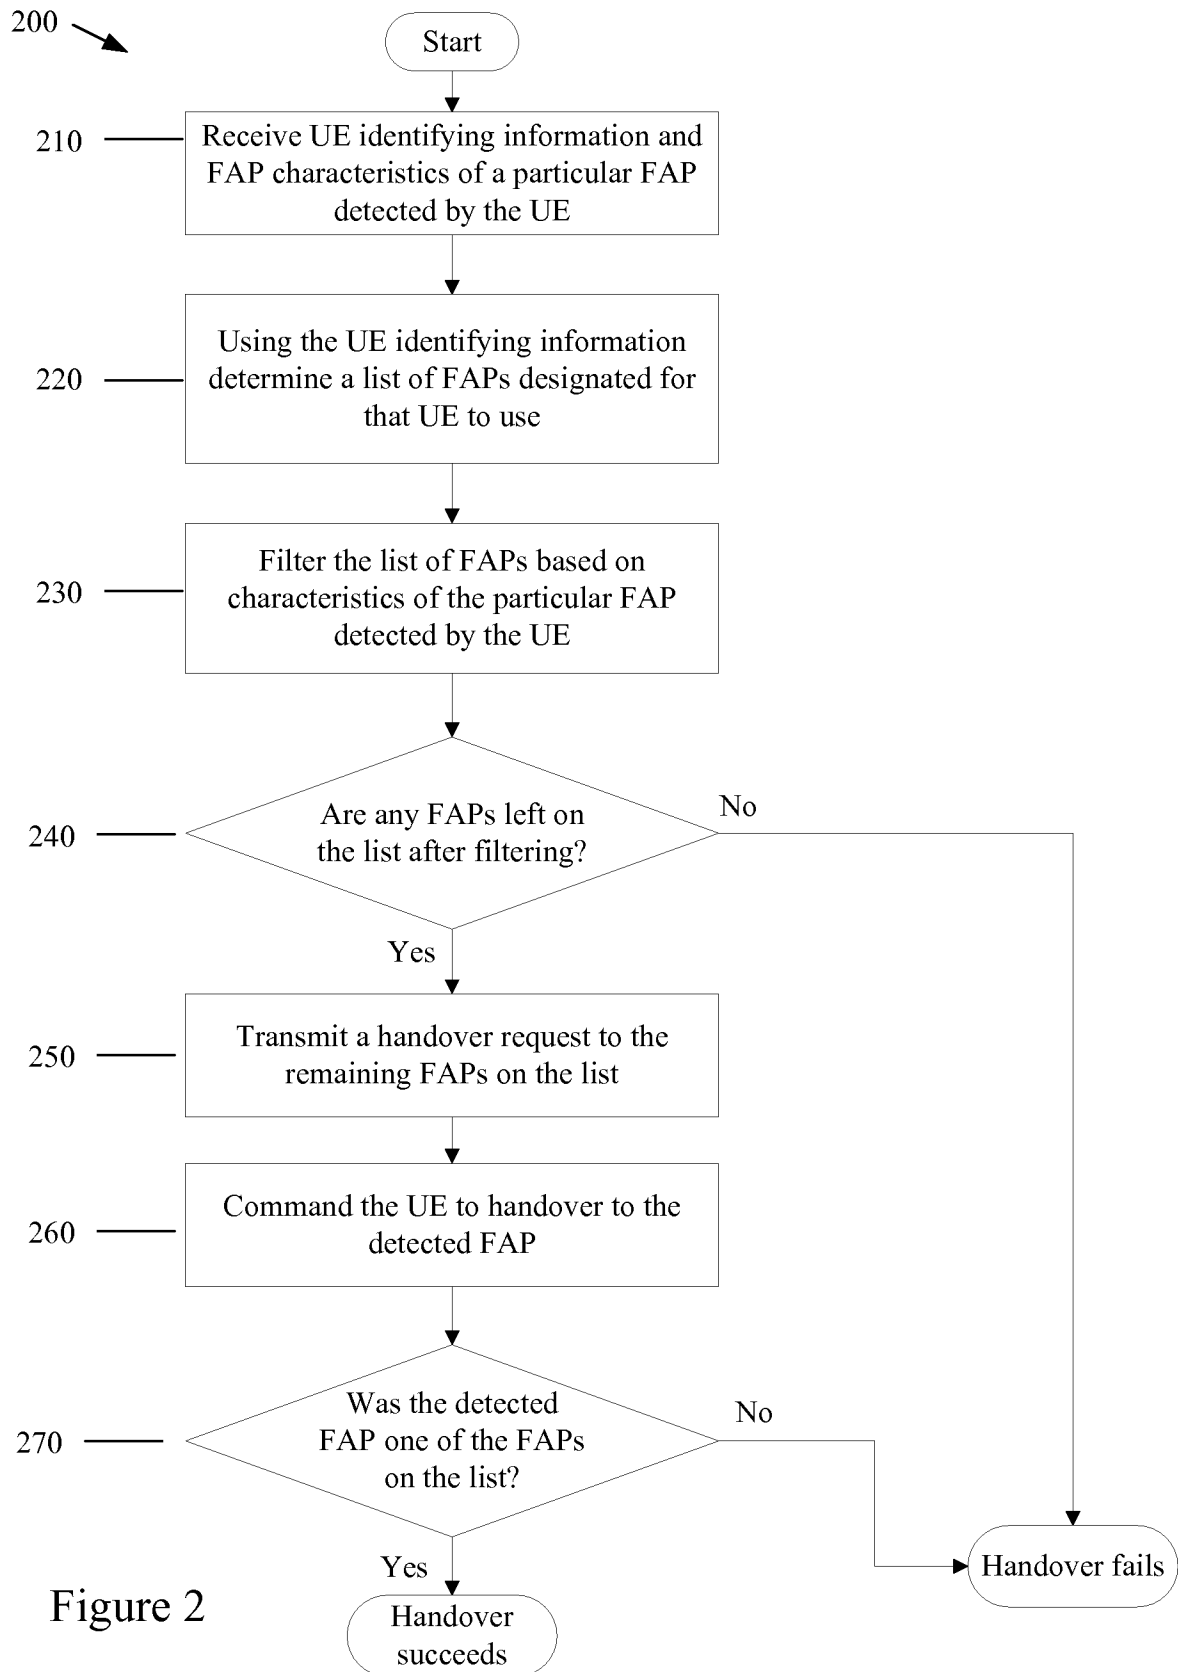 200
Start
210
Receive UE identifying information and
FAP characteristics of a particular FAP
detected by the UE
220
Using the UE identifying information
determine a list of FAPs designated for
that UE to use
230
Filter the list of FAPs based on
characteristics of the particular FAP
detected by the UE
240
Are any FAPs left on
the list after filtering?
No
Yes
250
Transmit a handover request to the
remaining FAPs on the list
260
Command the UE to handover to the
detected FAP
270
Was the detected
FAP one of the FAPs
on the list?
No
Yes
Handover fails
Handover
succeeds
Figure 2